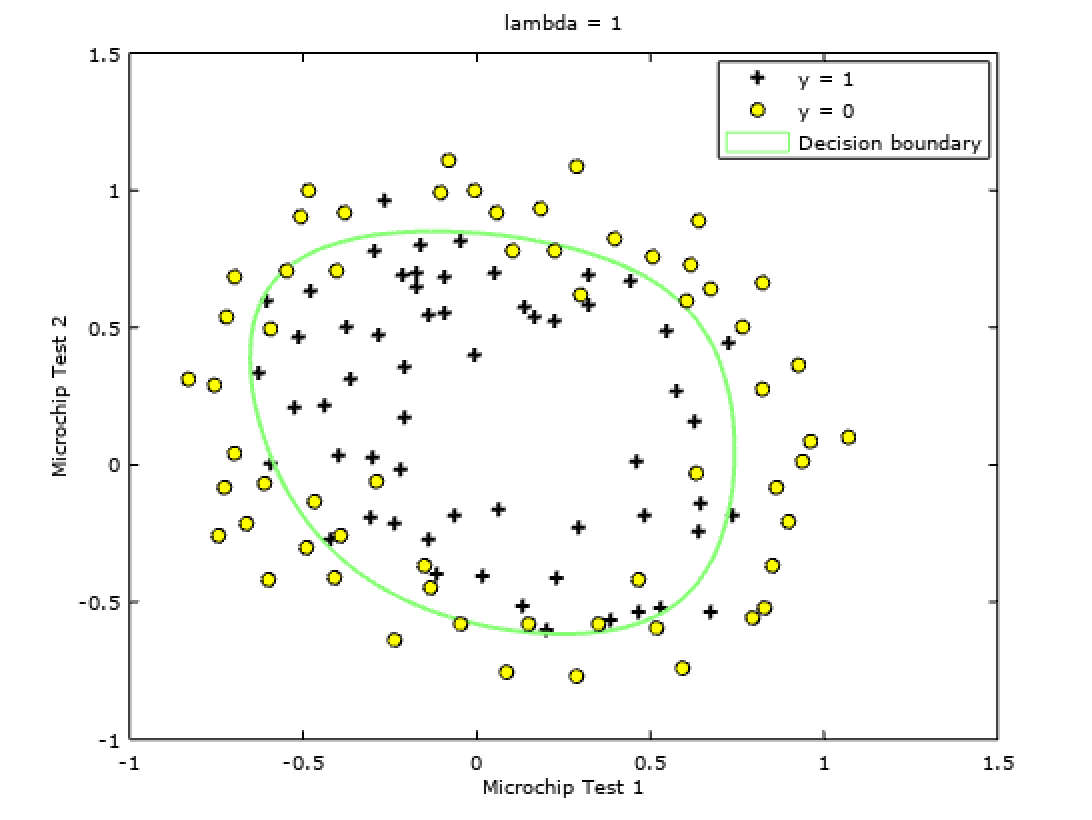 lambda = 1
1.5
1
0.5
0
-0.5
-1
Microchip Test 2
y = 1
y = 0
Decision boundary
-1
-0.5
0
0.5
1
1.5
Microchip Test 1